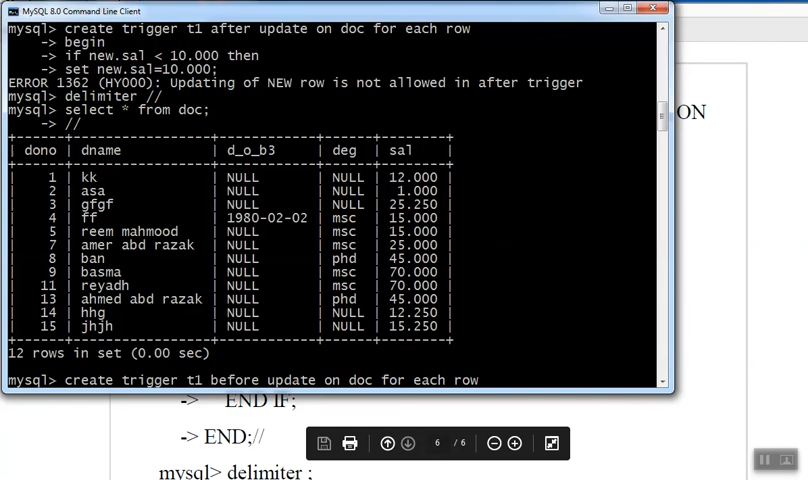 MySQL 8.0 Command Line Client
mysql> create trigger t1 after update on doc for each row
-> begin
-> if new.sal < 10.000 then
-> set new.sal=10.000;
ERROR 1362 (HY000): Updating of NEW row is not allowed in after trigger
mysql> delimiter //
mysql> select * from doc;
-> //
+------+------------------+------------+------+--------+
| dono | dname | d_o_b3 | deg | sal |
+------+------------------+------------+------+--------+
| 1 | kk | NULL | NULL | 12.000 |
| 2 | asa | NULL | NULL | 1.000 |
| 3 | gfgf | NULL | NULL | 25.250 |
| 4 | ff | 1980-02-02 | msc | 15.000 |
| 5 | reem mahmood | NULL | msc | 15.000 |
| 7 | amer abd razak | NULL | msc | 25.000 |
| 8 | ban | NULL | phd | 45.000 |
| 9 | basma | NULL | msc | 70.000 |
| 11 | reyadh | NULL | msc | 70.000 |
| 13 | ahmed abd razak | NULL | phd | 45.000 |
| 14 | hhg | NULL | NULL | 12.250 |
| 15 | jhjh | NULL | NULL | 15.250 |
+------+------------------+------------+------+--------+
12 rows in set (0.00 sec)
mysql> create trigger t1 before update on doc for each row
ON
-> END IF;
-> END;//
6 / 6
mysql> delimiter ;